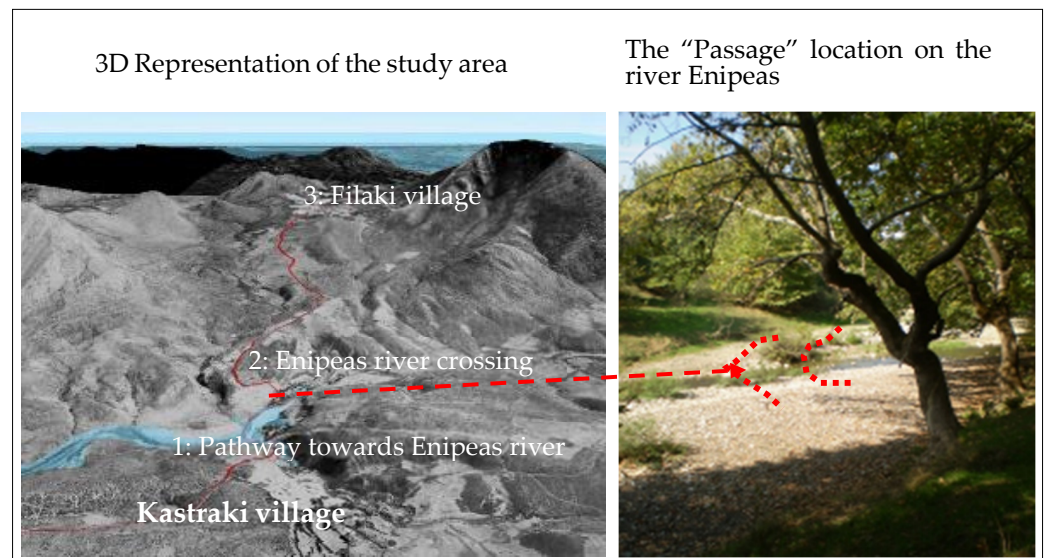 3D Representation of the study area
The “Passage” location on the
river Enipeas
3: Filaki village
2: Enipeas river crossing
1: Pathway towards Enipeas river
Kastraki village